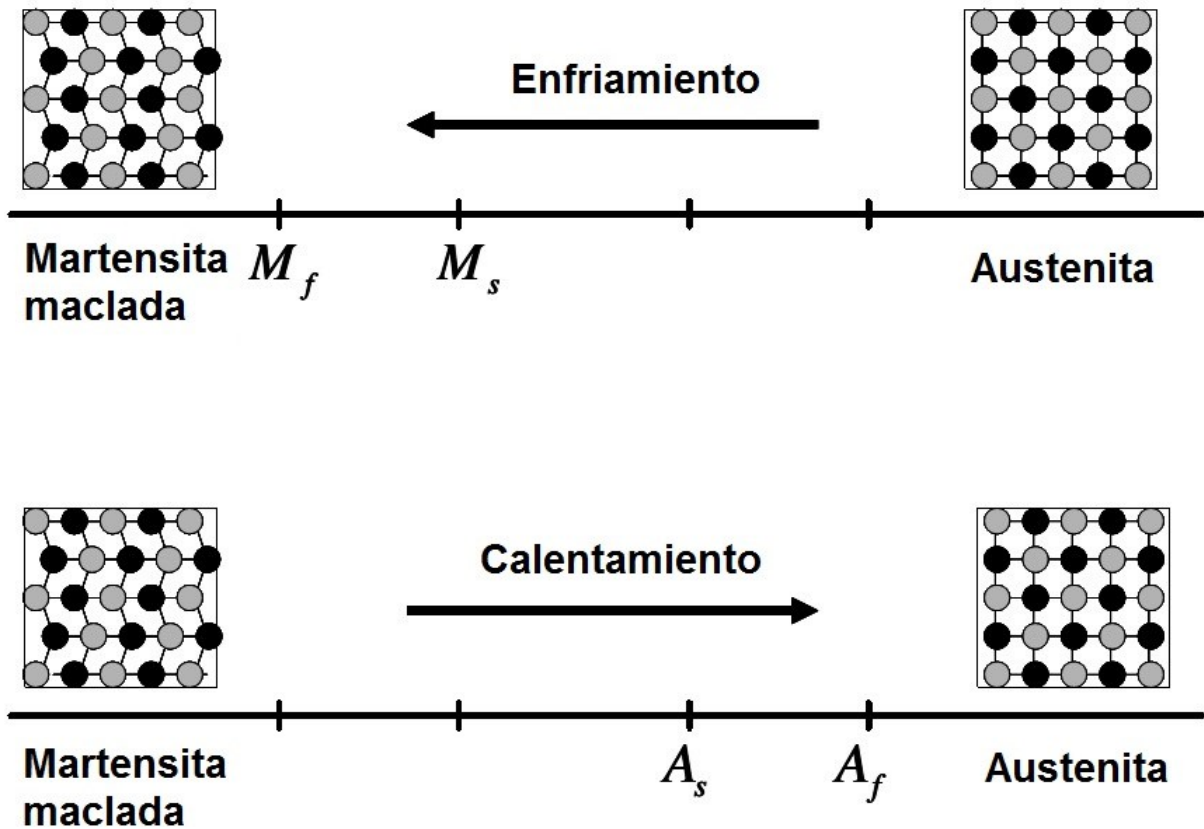 Enfriamiento
Martensita
maclada
M_f
M_s
Austenita
Calentamiento
Martensita
maclada
A_s
A_f
Austenita